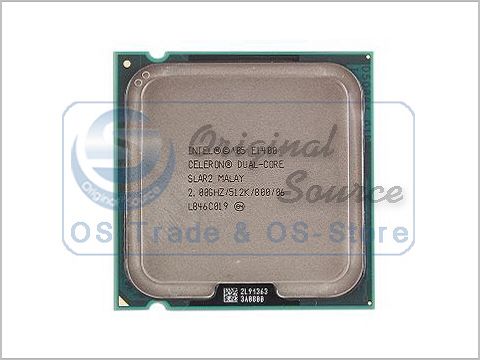 INTEL Ⓜ©'05 E1400
CELERON® DUAL-CORE
SLAR2 MALAY
2.00GHZ/512K/800/06
L846C019 e4
Original
Source
OS Trade & OS-Store
2L91363
3A0800